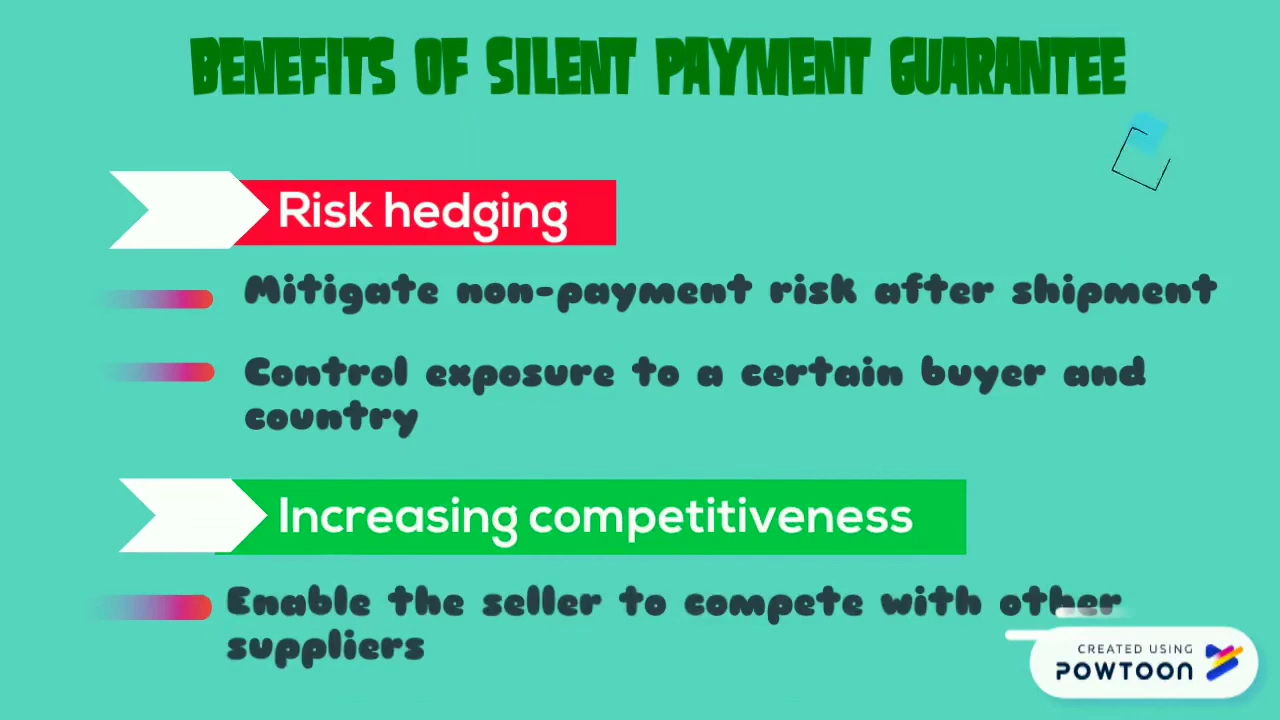 BENEFITS OF SILENT PAYMENT GUARANTEE
Risk hedging
Mitigate non-payment risk after shipment
Control exposure to a certain buyer and
country
Increasing competitiveness
Enable the seller to compete with other
suppliers
CREATED USING
POWTOON